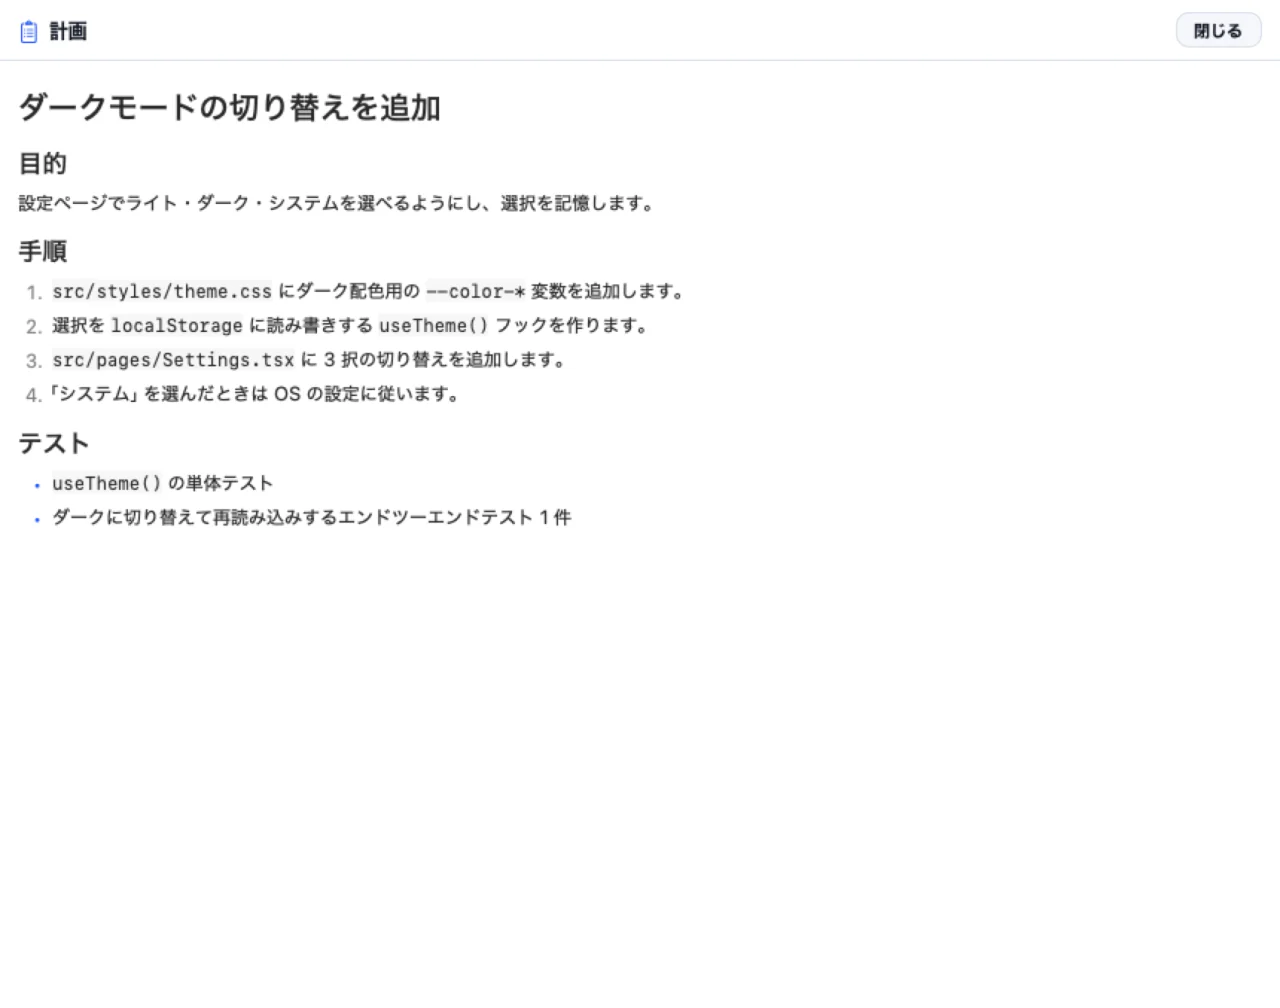 計画
閉じる
ダークモードの切り替えを追加
目的
設定ページでライト・ダーク・システムを選べるようにし、選択を記憶します。
手順
1. src/styles/theme.css にダーク配色用の --color-* 変数を追加します。
2. 選択を localStorage に読み書きする useTheme() フックを作ります。
3. src/pages/Settings.tsx に 3 択の切り替えを追加します。
4. 「システム」を選んだときは OS の設定に従います。
テスト
• useTheme() の単体テスト
• ダークに切り替えて再読み込みするエンドツーエンドテスト 1 件